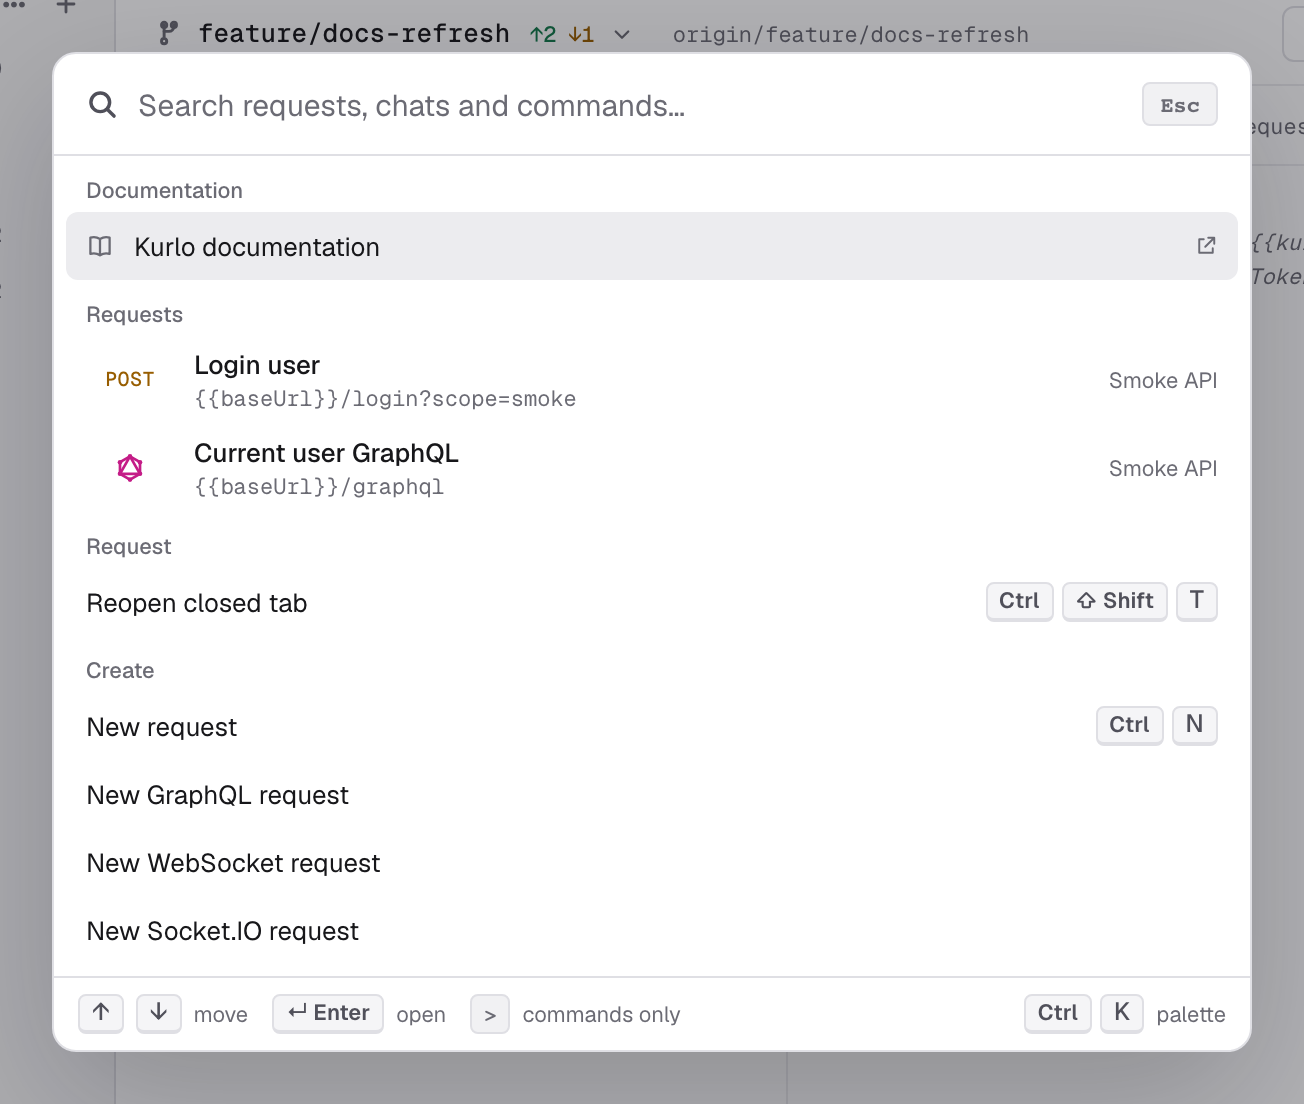 feature/docs-refresh ↑2 ↓1 origin/feature/docs-refresh
Search requests, chats and commands... Esc
Documentation
Kurlo documentation
Requests
POST Login user
{{baseUrl}}/login?scope=smoke
Smoke API
Current user GraphQL
{{baseUrl}}/graphql
Smoke API
Request
Reopen closed tab Ctrl Shift T
Create
New request Ctrl N
New GraphQL request
New WebSocket request
New Socket.IO request
↑ ↓ move Enter open > commands only Ctrl K palette